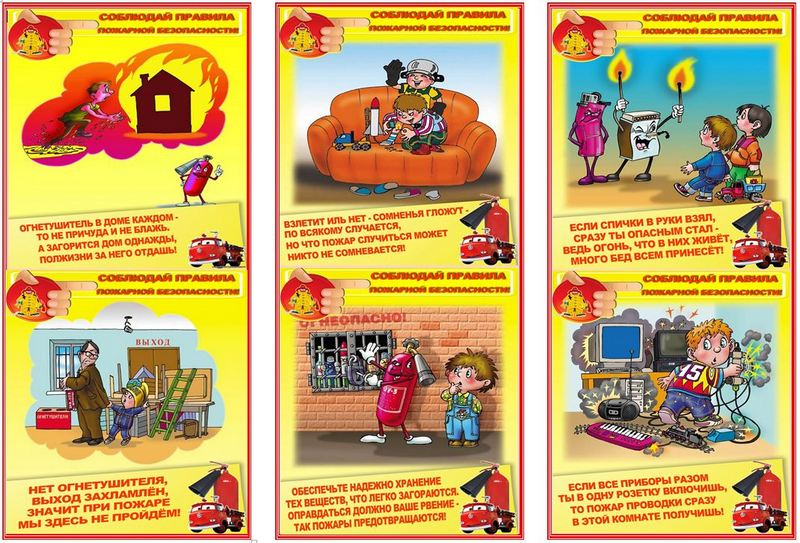 СОБЛЮДАЙ ПРАВИЛА
ПОЖАРНОЙ БЕЗОПАСНОСТИ!
ОГНЕТУШИТЕЛЬ В ДОМЕ КАЖДОМ -
ТО НЕ ПРИЧУДА И НЕ БЛАЖЬ.
А ЗАГОРИТСЯ ДОМ ОДНАЖДЫ,
ПОЛЖИЗНИ ЗА НЕГО ОТДАШЬ!
СОБЛЮДАЙ ПРАВИЛА
ПОЖАРНОЙ БЕЗОПАСНОСТИ!
ВЗЛЕТИТ ИЛЬ НЕТ - СОМНЕНЬЯ ГЛОЖУТ -
ПО ВСЯКОМУ СЛУЧАЕТСЯ,
НО ЧТО ПОЖАР СЛУЧИТЬСЯ МОЖЕТ
НИКТО НЕ СОМНЕВАЕТСЯ!
СОБЛЮДАЙ ПРАВИЛА
ПОЖАРНОЙ БЕЗОПАСНОСТИ!
ЕСЛИ СПИЧКИ В РУКИ ВЗЯЛ,
СРАЗУ ТЫ ОПАСНЫМ СТАЛ -
ВЕДЬ ОГОНЬ, ЧТО В НИХ ЖИВЁТ,
МНОГО БЕД ВСЕМ ПРИНЕСЁТ!
СОБЛЮДАЙ ПРАВИЛА
ПОЖАРНОЙ БЕЗОПАСНОСТИ!
ВЫХОД
ОГНЕТУШИТЕЛИ
НЕТ ОГНЕТУШИТЕЛЯ,
ВЫХОД ЗАХЛАМЛЁН,
ЗНАЧИТ ПРИ ПОЖАРЕ
МЫ ЗДЕСЬ НЕ ПРОЙДЁМ!
СОБЛЮДАЙ ПРАВИЛА
ПОЖАРНОЙ БЕЗОПАСНОСТИ!
ОГНЕОПАСНО!
ОБЕСПЕЧЬТЕ НАДЕЖНО ХРАНЕНИЕ
ТЕХ ВЕЩЕСТВ, ЧТО ЛЕГКО ЗАГОРАЮТСЯ.
ОПРАВДАТЬСЯ ДОЛЖНО ВАШЕ РВЕНИЕ -
ТАК ПОЖАРЫ ПРЕДОТВРАЩАЮТСЯ!
СОБЛЮДАЙ ПРАВИЛА
ПОЖАРНОЙ БЕЗОПАСНОСТИ!
15
ЕСЛИ ВСЕ ПРИБОРЫ РАЗОМ
ТЫ В ОДНУ РОЗЕТКУ ВКЛЮЧИШЬ,
ТО ПОЖАР ПРОВОДКИ СРАЗУ
В ЭТОЙ КОМНАТЕ ПОЛУЧИШЬ!